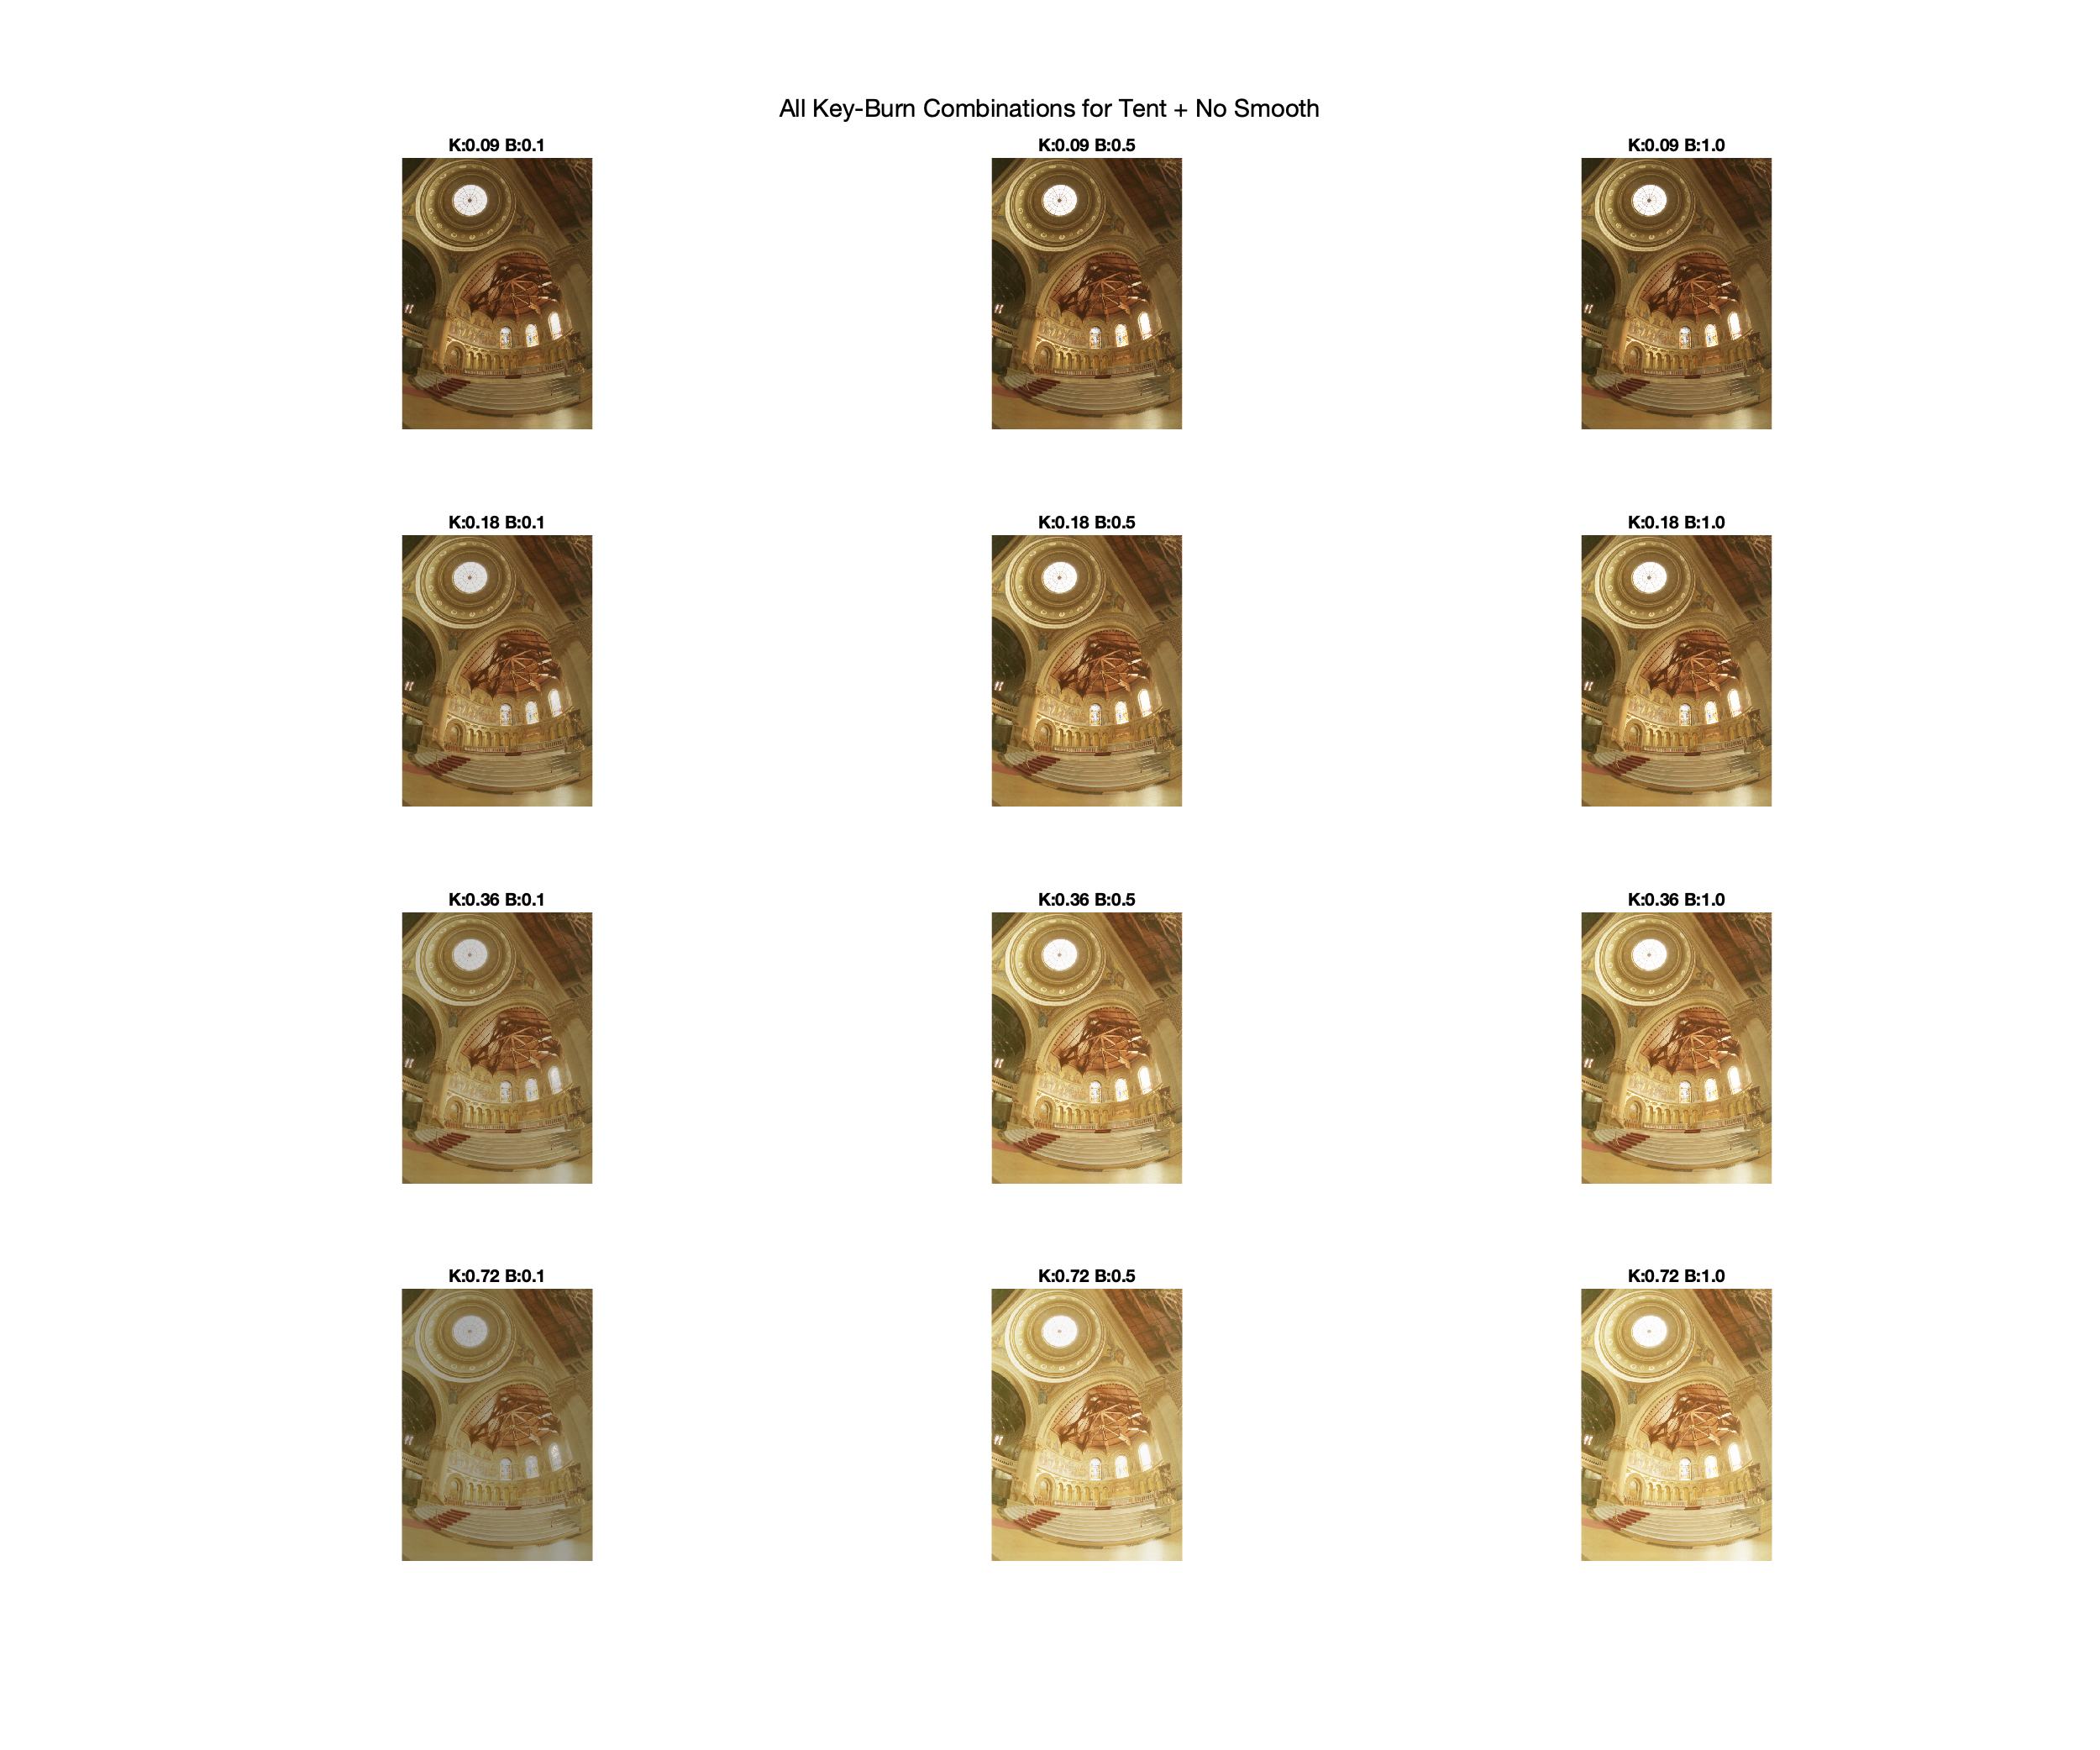 All Key-Burn Combinations for Tent + No Smooth
K:0.09 B:0.1
K:0.09 B:0.5
K:0.09 B:1.0
K:0.18 B:0.1
K:0.18 B:0.5
K:0.18 B:1.0
K:0.36 B:0.1
K:0.36 B:0.5
K:0.36 B:1.0
K:0.72 B:0.1
K:0.72 B:0.5
K:0.72 B:1.0